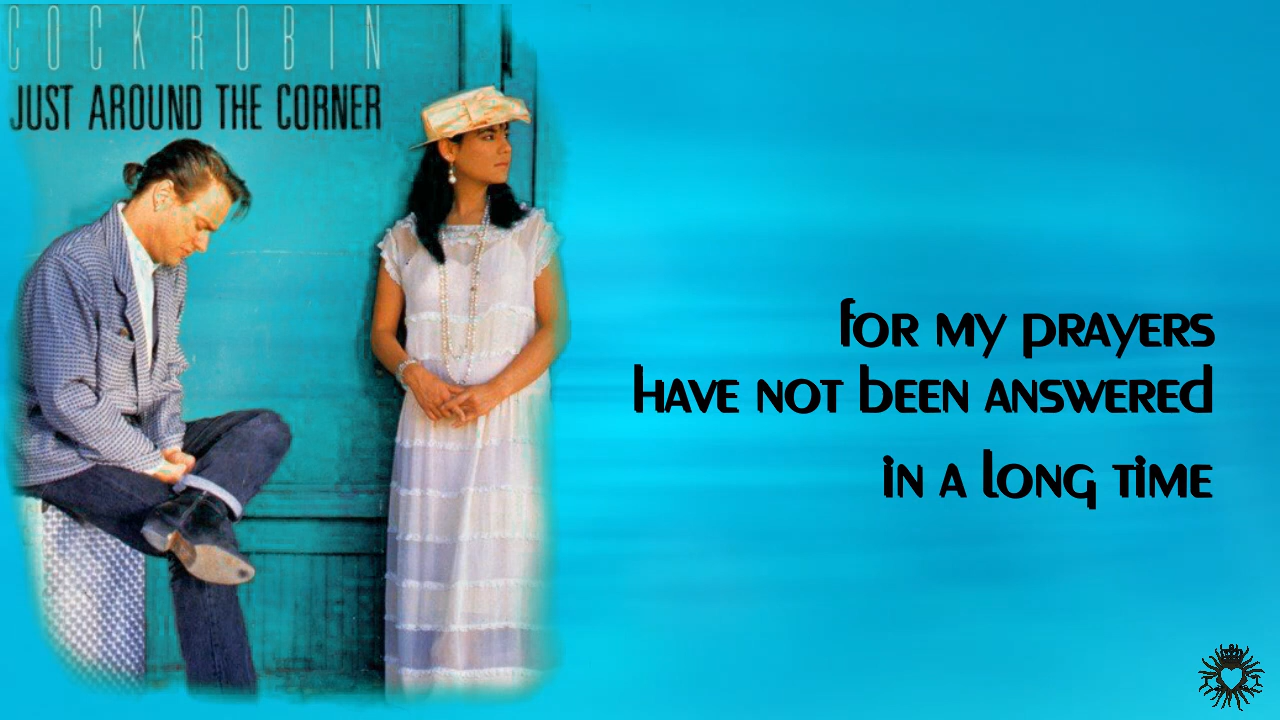 COCK ROBIN
JUST AROUND THE CORNER
for my prayers
have not been answered
in a long time